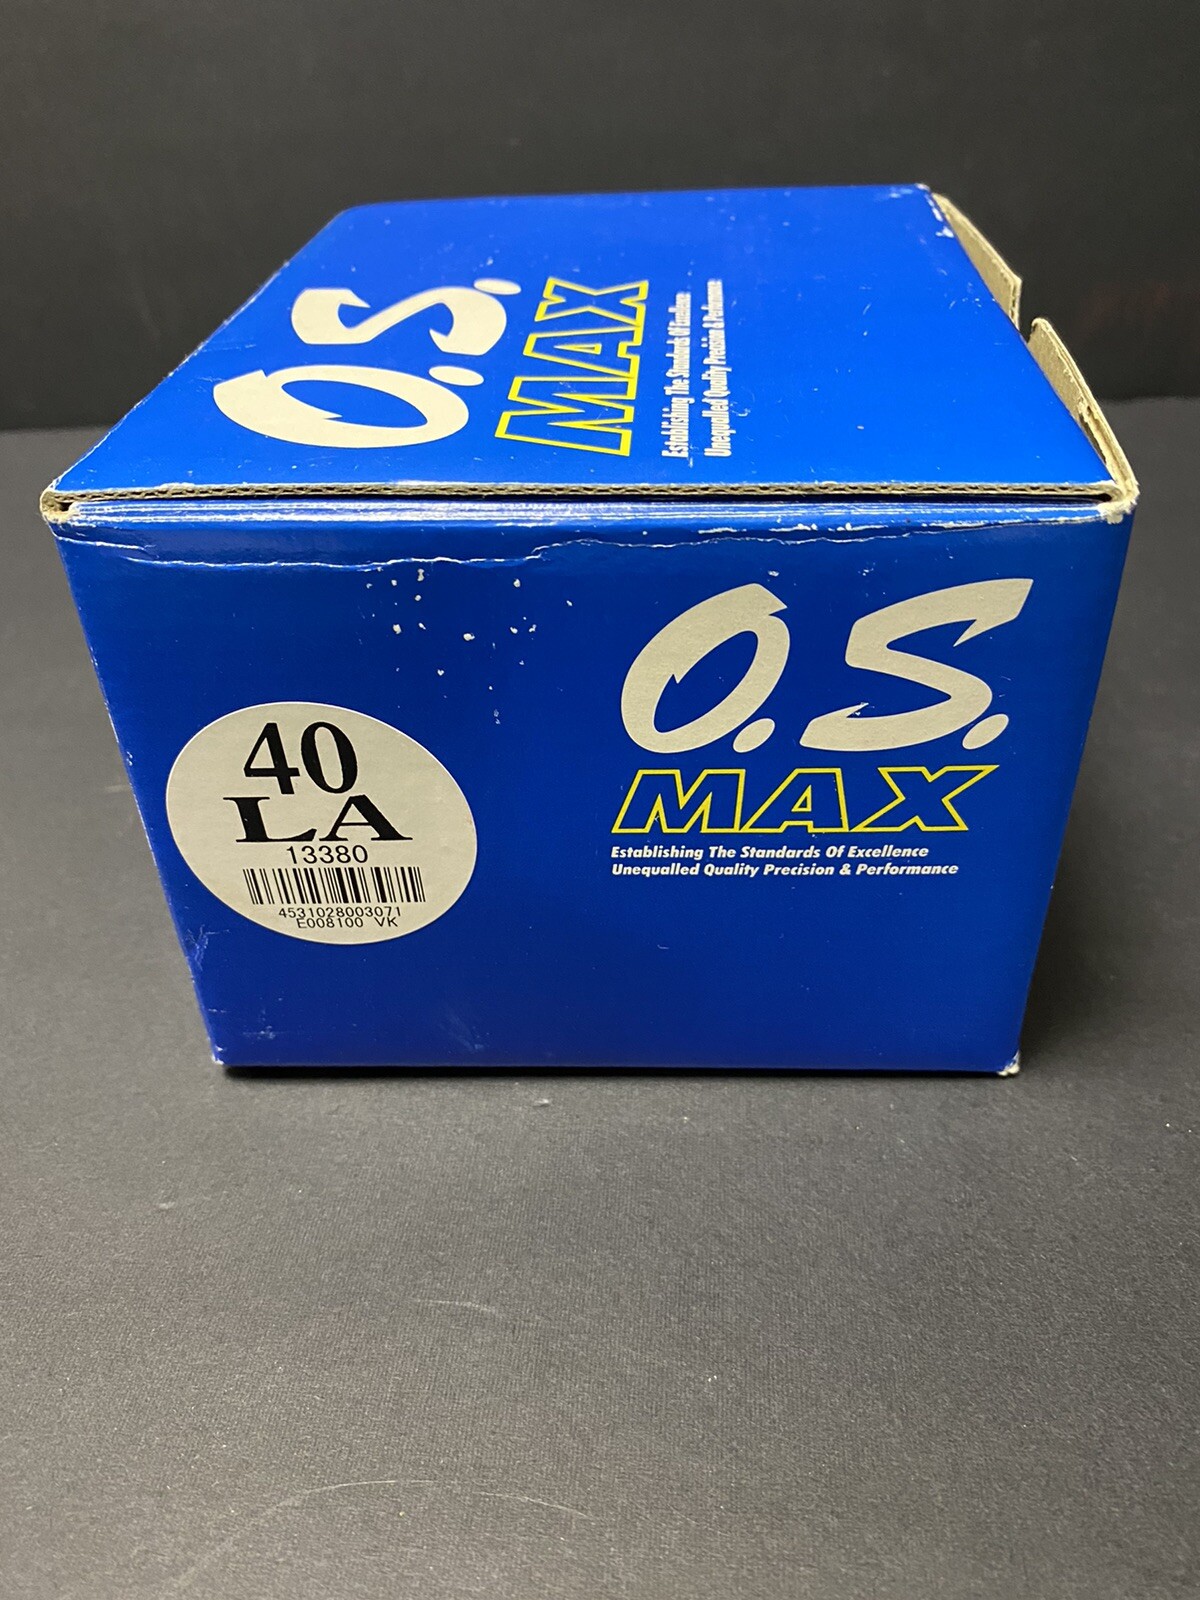 O.S.
MAX
Establishing The Standards Of Excellence
Unequalled Quality Precision & Performance
40
LA
13380
4531028003071
E008100 VK
O.S.
MAX
Establishing The Standards Of Excellence
Unequalled Quality Precision & Performance